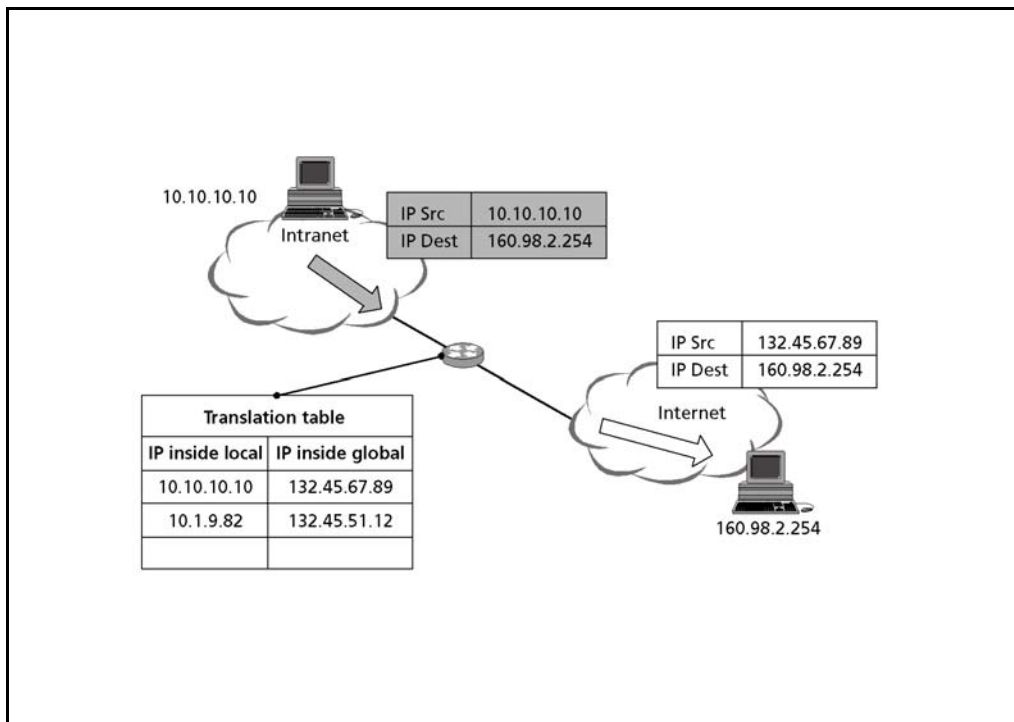 10.10.10.10
IP Src 10.10.10.10
IP Dest 160.98.2.254
Intranet
IP Src 132.45.67.89
IP Dest 160.98.2.254
Internet
160.98.2.254
Translation table
IP inside local IP inside global
10.10.10.10 132.45.67.89
10.1.9.82 132.45.51.12